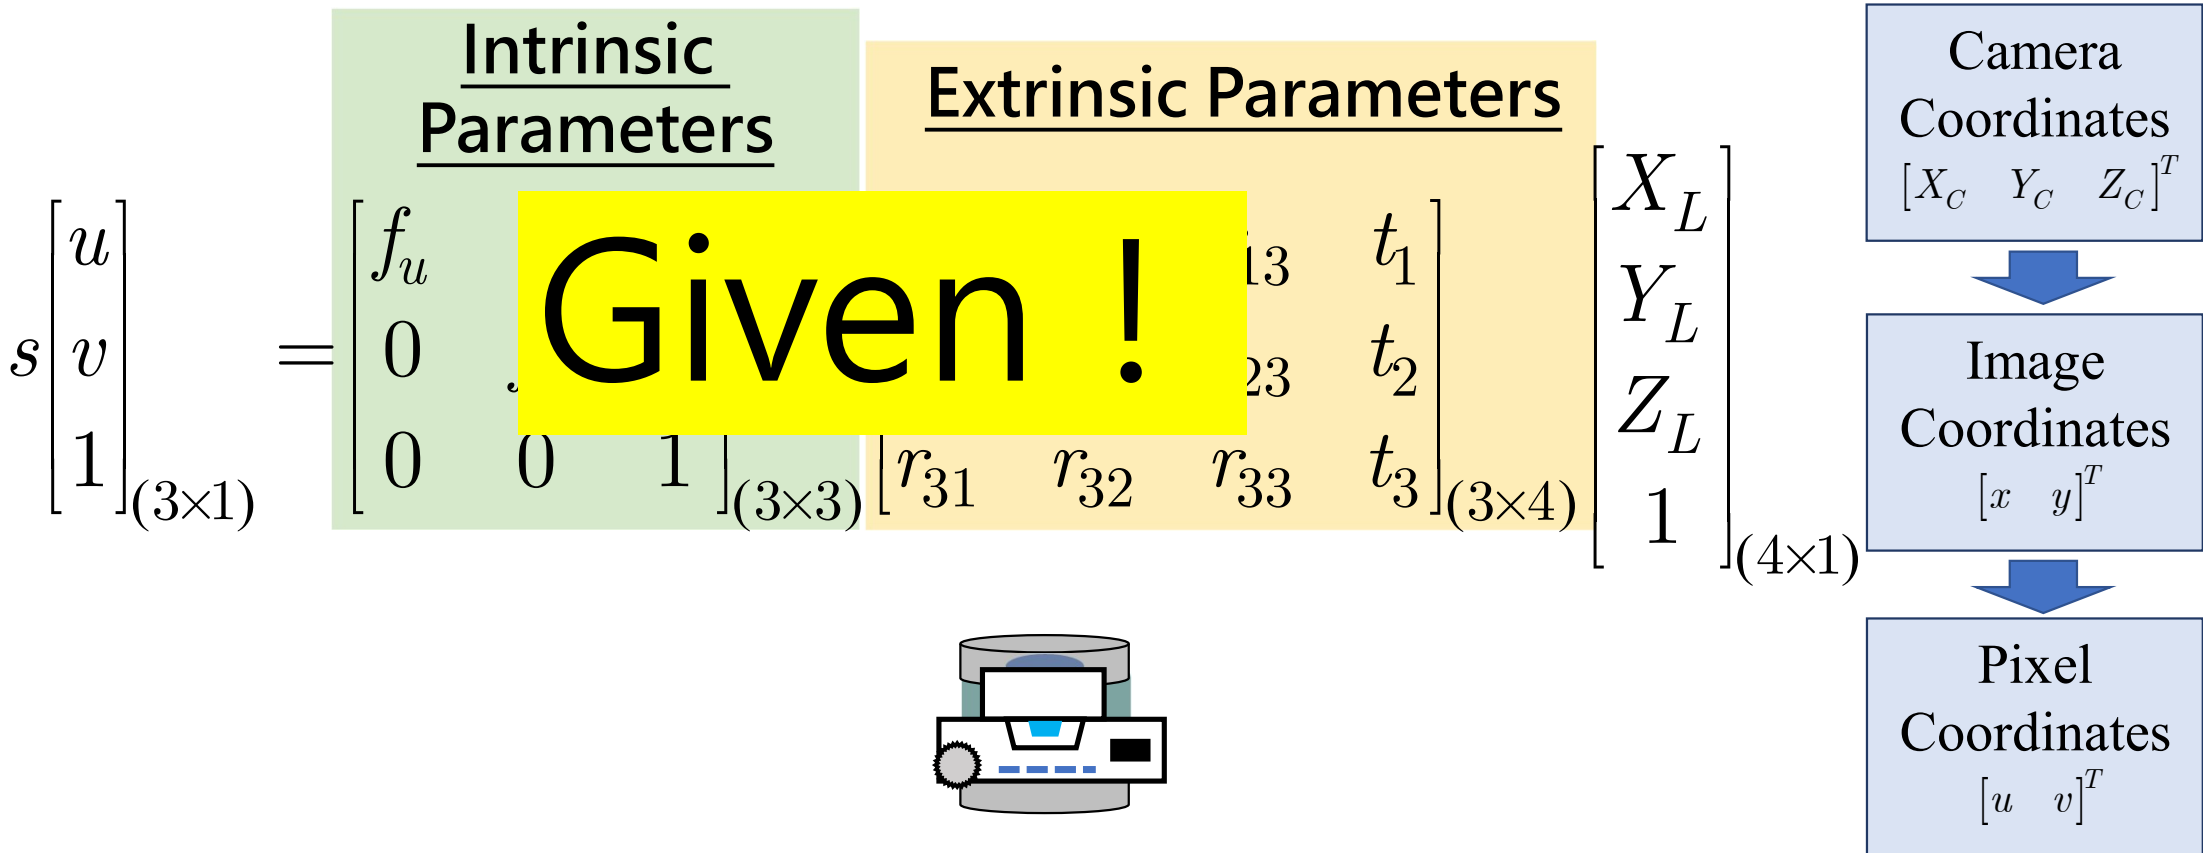 Intrinsic
Parameters
Extrinsic Parameters
s [u v 1]_(3×1) = [f_u
0
0 0 1]_(3×3) [13 t_1
23 t_2
r_31 r_32 r_33 t_3]_(3×4) [X_L Y_L Z_L 1]_(4×1)
Given !
Camera
Coordinates
[X_C Y_C Z_C]^T
Image
Coordinates
[x y]^T
Pixel
Coordinates
[u v]^T